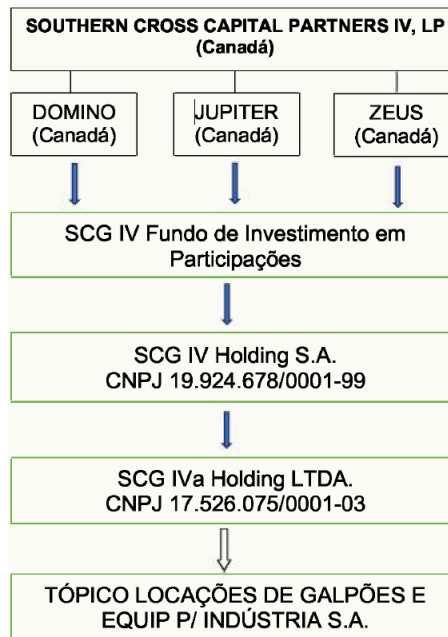 SOUTHERN CROSS CAPITAL PARTNERS IV, LP
(Canadá)
DOMINO
(Canadá)
JUPITER
(Canadá)
ZEUS
(Canadá)
SCG IV Fundo de Investimento em
Participações
SCG IV Holding S.A.
CNPJ 19.924.678/0001-99
SCG IVa Holding LTDA.
CNPJ 17.526.075/0001-03
TÓPICO LOCAÇÕES DE GALPÕES E
EQUIP P/ INDÚSTRIA S.A.